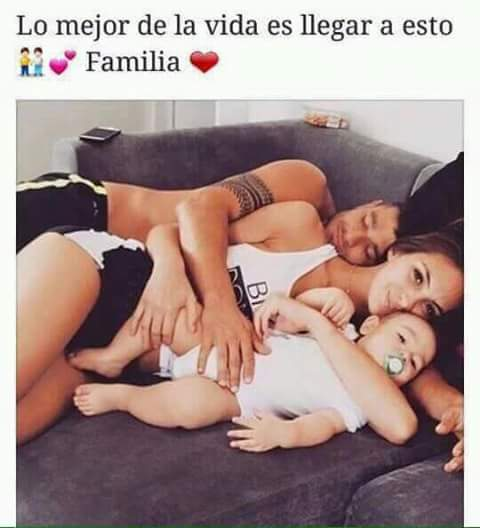 Lo mejor de la vida es llegar a esto
👬💕 Familia ❤